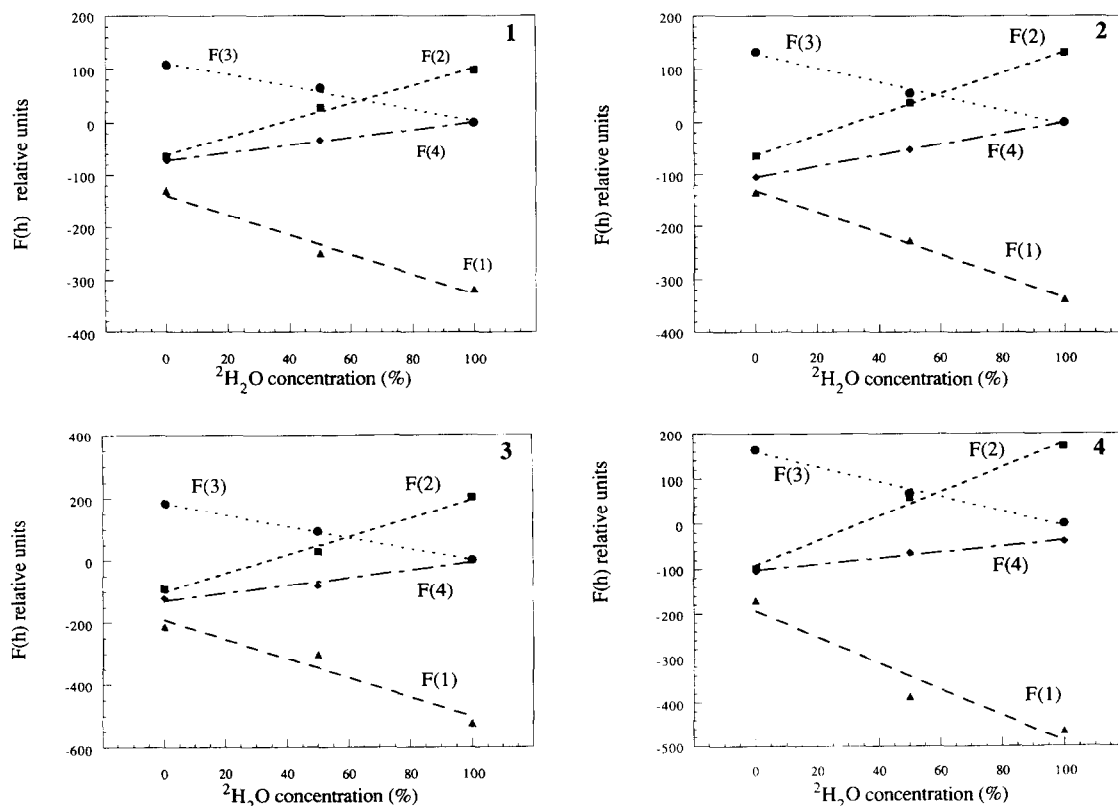 1
F(h) relative units
200
100
0
-100
-200
-300
-400
F(3)
F(2)
F(4)
F(1)
0 20 40 60 80 100
²H₂O concentration (%)
2
F(h) relative units
200
100
0
-100
-200
-300
-400
F(3)
F(2)
F(4)
F(1)
0 20 40 60 80 100
²H₂O concentration (%)
3
F(h) relative units
400
200
0
-200
-400
-600
F(3)
F(2)
F(4)
F(1)
0 20 40 60 80 100
²H₂O concentration (%)
4
F(h) relative units
200
100
0
-100
-200
-300
-400
-500
F(2)
F(3)
F(4)
F(1)
0 20 40 60 80 100
²H₂O concentration (%)